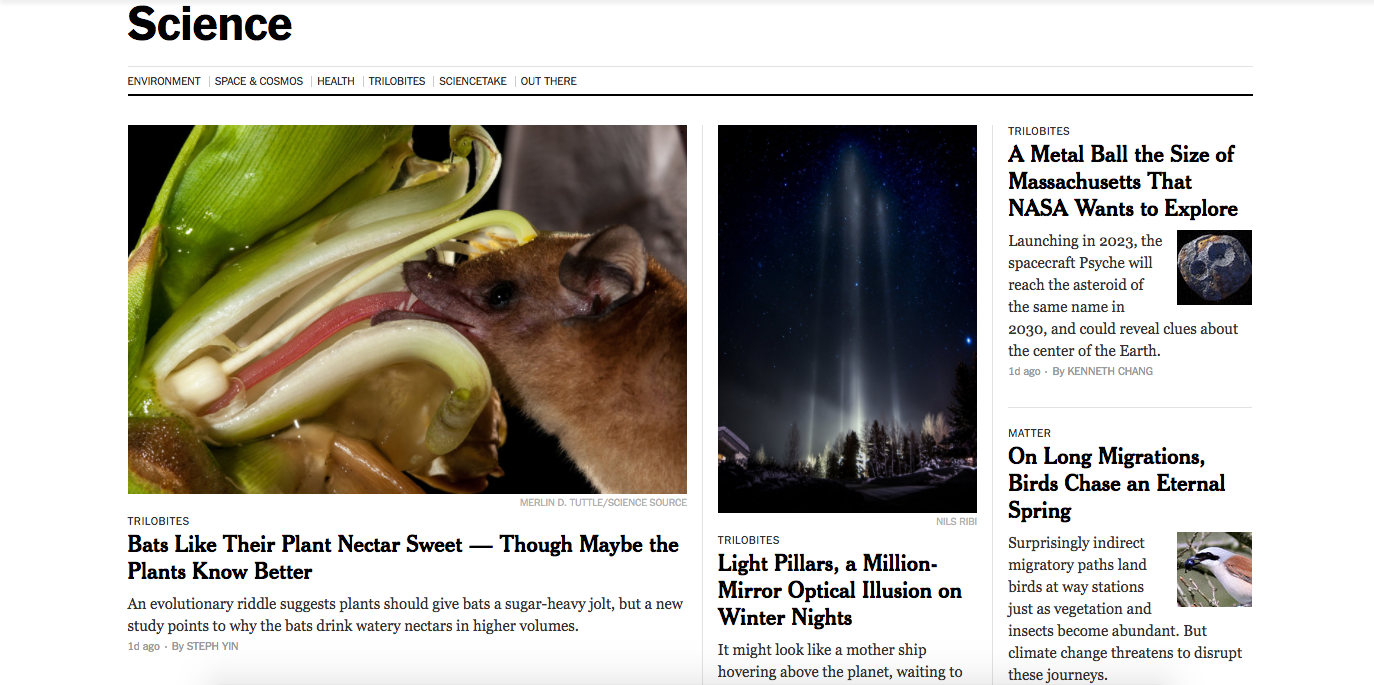 Science
ENVIRONMENT
SPACE & COSMOS
HEALTH
TRILOBITES
SCIENCETAKE
OUT THERE
MERLIN D. TUTTLE/SCIENCE SOURCE
TRILOBITES
Bats Like Their Plant Nectar Sweet — Though Maybe the
Plants Know Better
An evolutionary riddle suggests plants should give bats a sugar-heavy jolt, but a new
study points to why the bats drink watery nectars in higher volumes.
1d ago · By STEPH YIN
NILS RIBI
TRILOBITES
Light Pillars, a Million-
Mirror Optical Illusion on
Winter Nights
It might look like a mother ship
hovering above the planet, waiting to
TRILOBITES
A Metal Ball the Size of
Massachusetts That
NASA Wants to Explore
Launching in 2023, the
spacecraft Psyche will
reach the asteroid of
the same name in
2030, and could reveal clues about
the center of the Earth.
1d ago · By KENNETH CHANG
MATTER
On Long Migrations,
Birds Chase an Eternal
Spring
Surprisingly indirect
migratory paths land
birds at way stations
just as vegetation and
insects become abundant. But
climate change threatens to disrupt
these journeys.